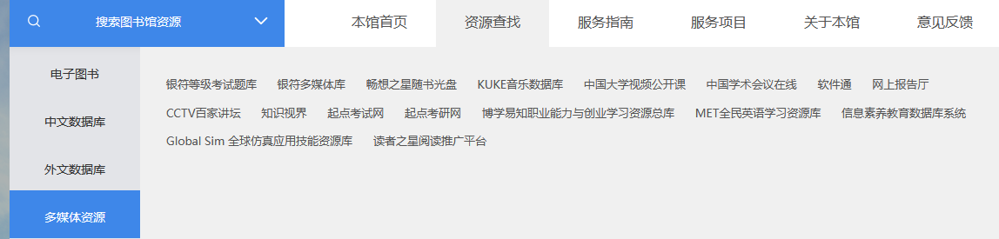 搜索图书馆资源 本馆首页 资源查找 服务指南 服务项目 关于本馆 意见反馈
电子图书
中文数据库
外文数据库
多媒体资源
银符等级考试题库 银符多媒体库 畅想之星随书光盘 KUKE音乐数据库 中国大学视频公开课 中国学术会议在线 软件通 网上报告厅
CCTV百家讲坛 知识视界 起点考试网 起点考研网 博学易知职业能力与创业学习资源总库 MET全民英语学习资源库 信息素养教育数据库系统
Global Sim 全球仿真应用技能资源库 读者之星阅读推广平台